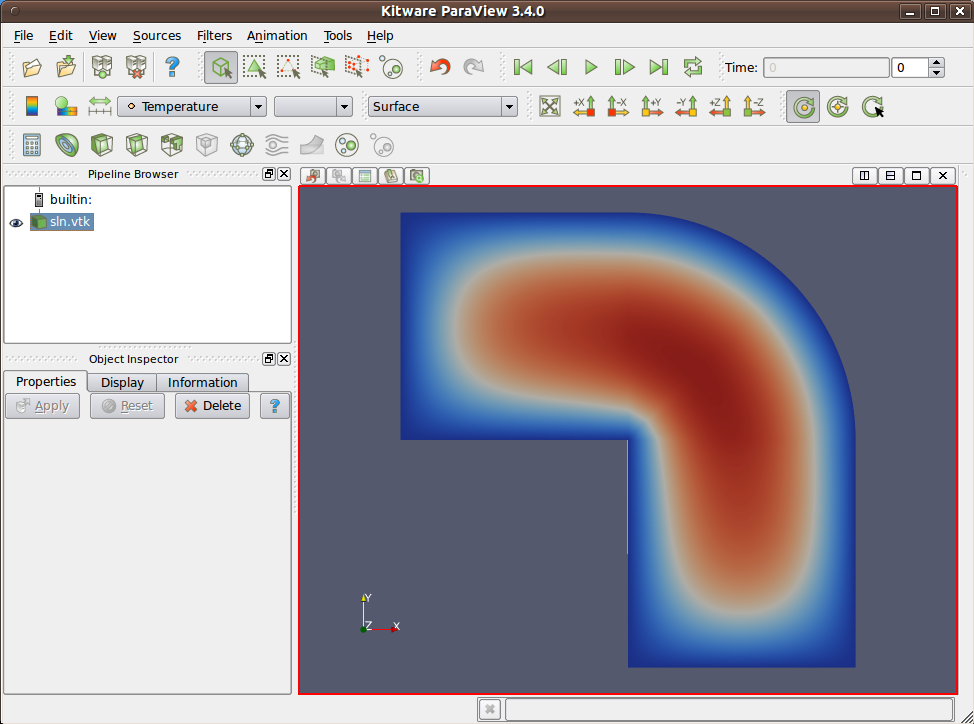 Kitware ParaView 3.4.0
File Edit View Sources Filters Animation Tools Help
? Time: 0 0
Temperature Surface +X -X +Y -Y +Z -Z
Pipeline Browser
builtin:
sln.vtk
Object Inspector
Properties Display Information
Apply Reset Delete ?
Y
Z X